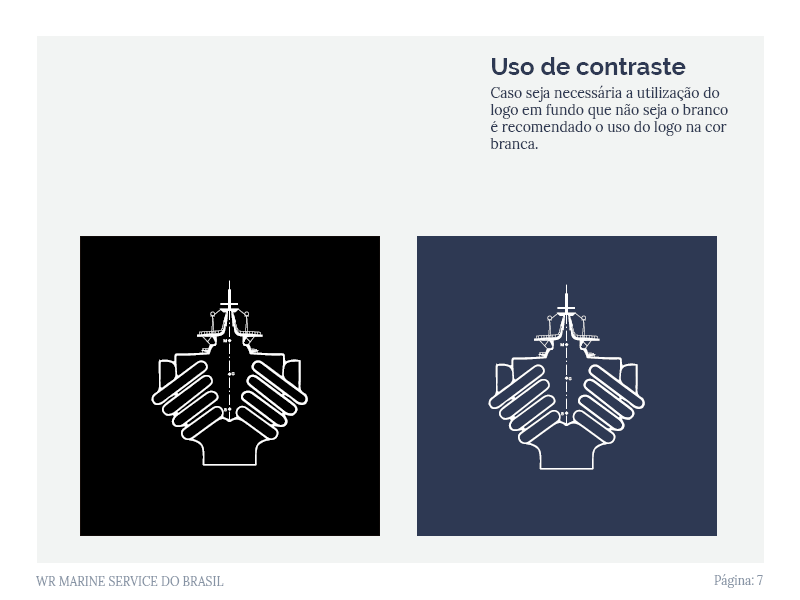 Uso de contraste
Caso seja necessária a utilização do
logo em fundo que não seja o branco
é recomendado o uso do logo na cor
branca.
WR MARINE SERVICE DO BRASIL
Página: 7